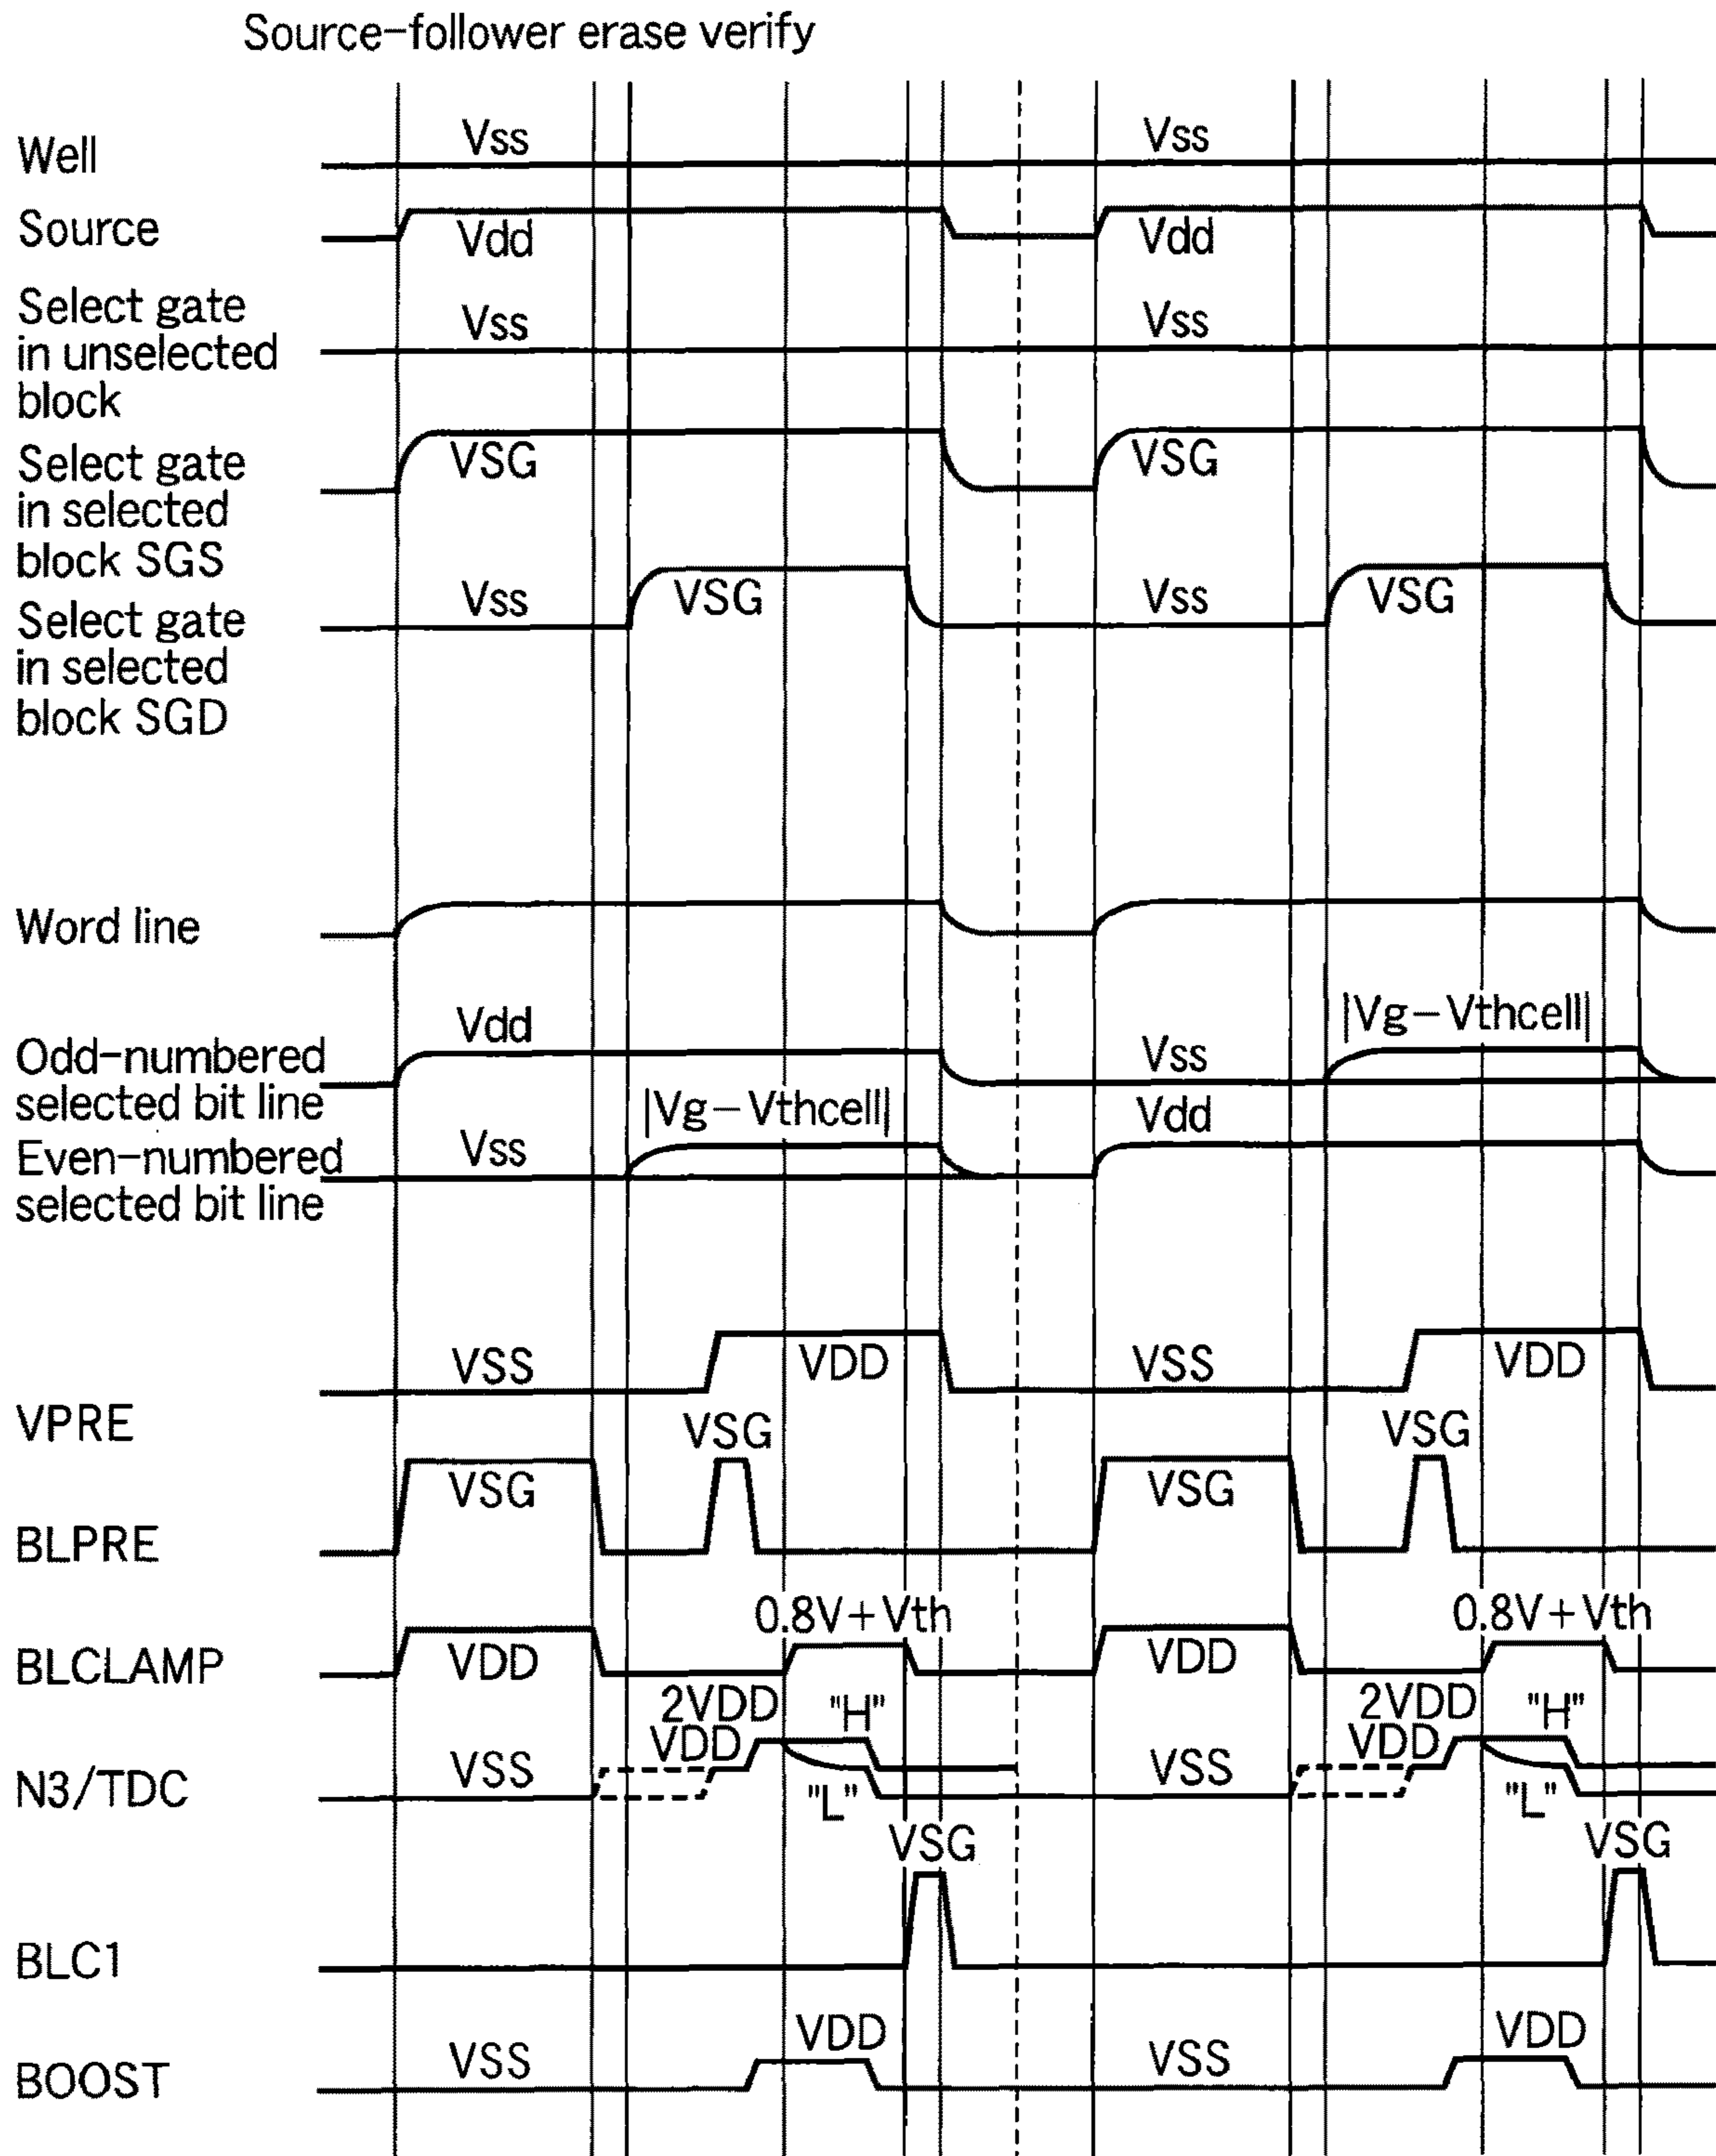 Source-follower erase verify
Well
Vss
Vss
Source
Vdd
Vdd
Select gate
in unselected
block
Vss
Vss
Select gate
in selected
block SGS
VSG
VSG
Select gate
in selected
block SGD
Vss
VSG
Vss
VSG
Word line
Odd-numbered
selected bit line
Vdd
Vss
|Vg-Vthcell|
Even-numbered
selected bit line
Vss
|Vg-Vthcell|
Vdd
VPRE
VSS
VDD
VSS
VDD
BLPRE
VSG
VSG
VSG
VSG
BLCLAMP
VDD
0.8V+Vth
VDD
0.8V+Vth
N3/TDC
VSS
VDD
2VDD
"H"
"L"
VSS
VDD
2VDD
"H"
"L"
BLC1
VSG
VSG
BOOST
VSS
VDD
VSS
VDD